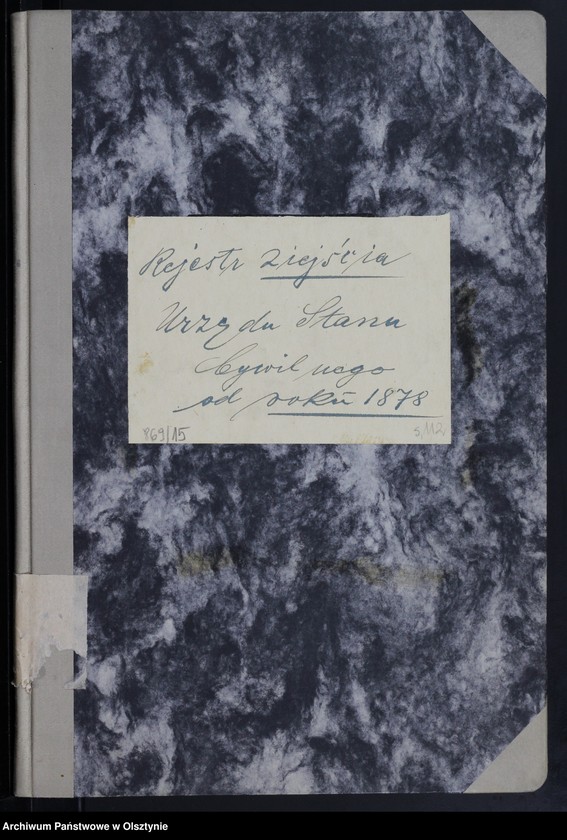 Rejestr ziejścia
Urzędu Stanu
Cywilnego
od roku 1878
869/15
s. 112
Archiwum Państwowe w Olsztynie